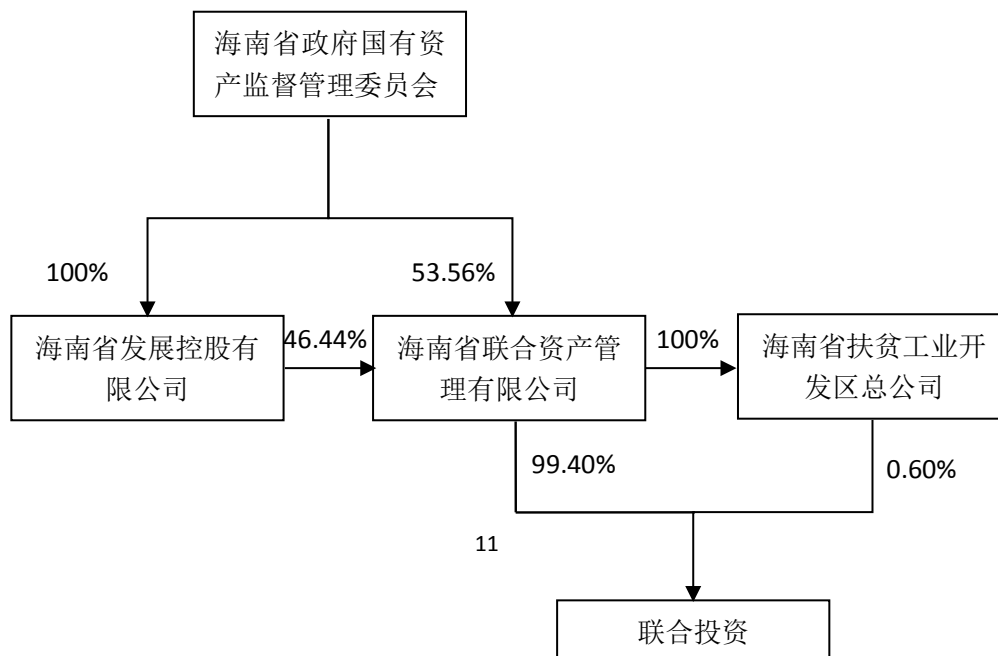 海南省政府国有资
产监督管理委员会
100%
53.56%
海南省发展控股有
限公司
46.44%
海南省联合资产管
理有限公司
100%
海南省扶贫工业开
发区总公司
99.40%
0.60%
11
联合投资